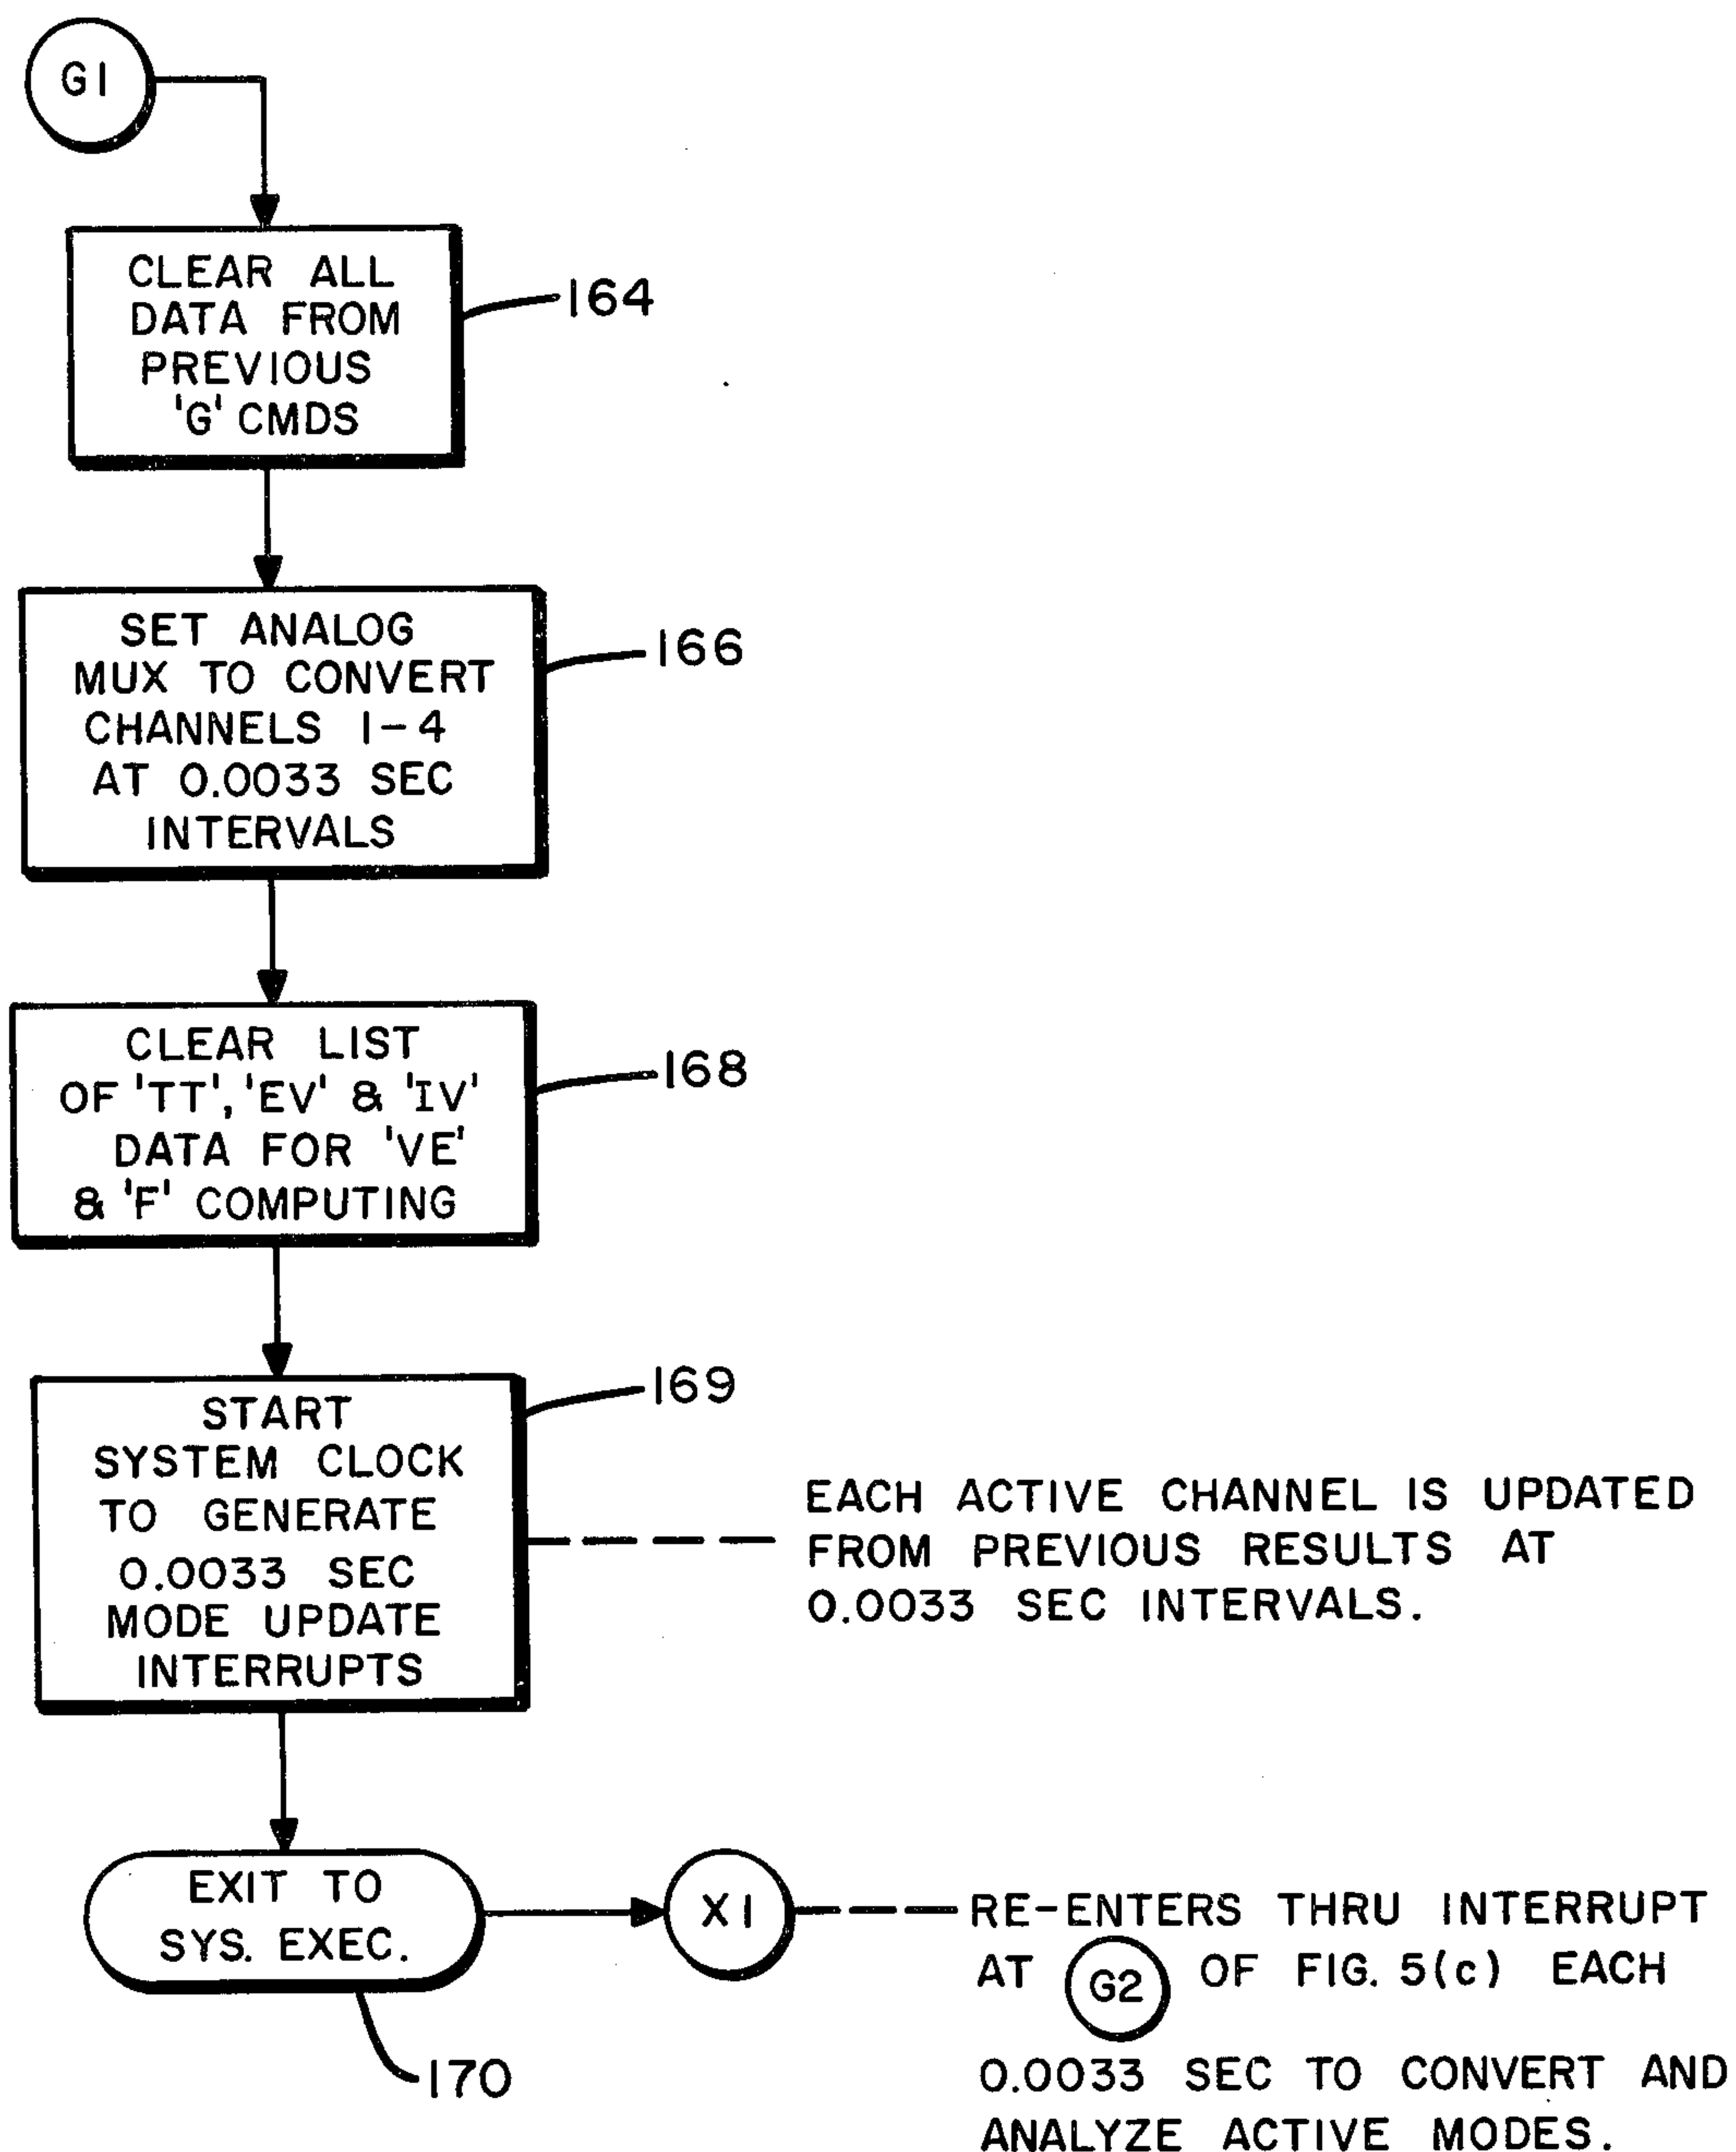 G1
CLEAR ALL
DATA FROM
PREVIOUS
'G' CMDS
164
SET ANALOG
MUX TO CONVERT
CHANNELS 1-4
AT 0.0033 SEC
INTERVALS
166
CLEAR LIST
OF 'TT', 'EV' & 'IV'
DATA FOR 'VE'
& 'F' COMPUTING
168
START
SYSTEM CLOCK
TO GENERATE
0.0033 SEC
MODE UPDATE
INTERRUPTS
169
EACH ACTIVE CHANNEL IS UPDATED
FROM PREVIOUS RESULTS AT
0.0033 SEC INTERVALS.
EXIT TO
SYS. EXEC.
170
X1
RE-ENTERS THRU INTERRUPT
AT G2 OF FIG. 5(c) EACH
0.0033 SEC TO CONVERT AND
ANALYZE ACTIVE MODES.